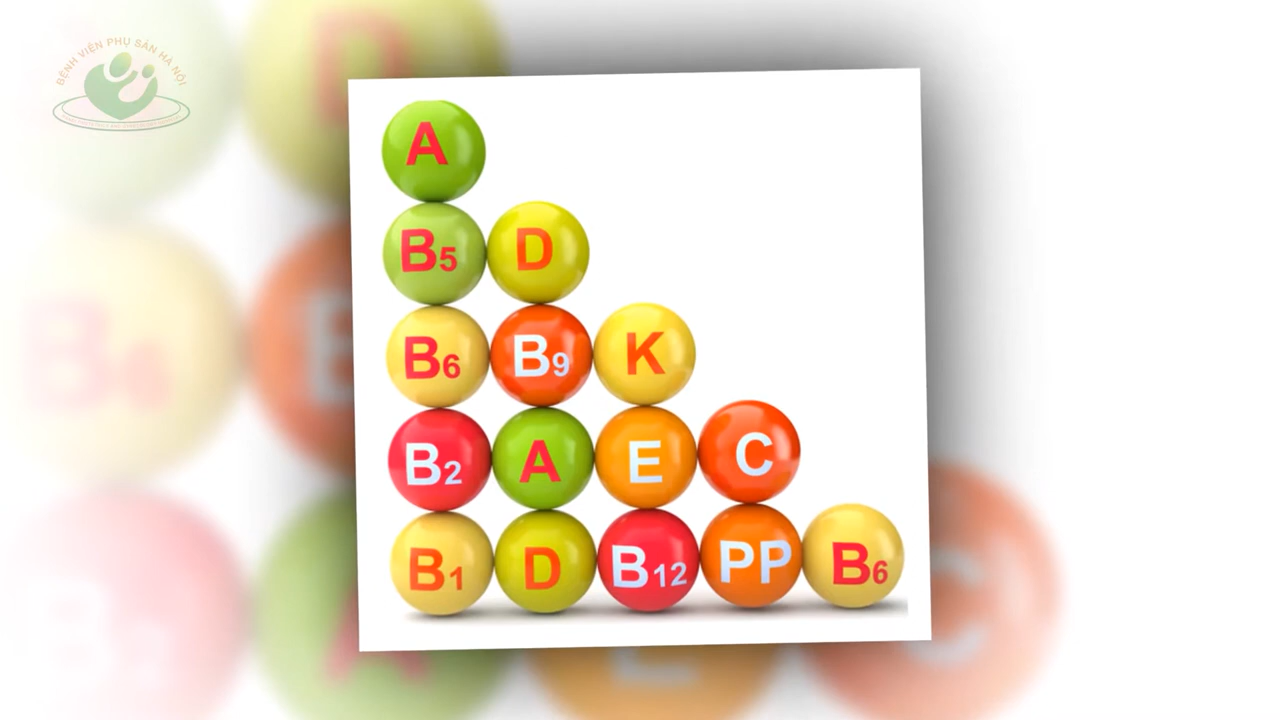 BỆNH VIỆN PHỤ SẢN HÀ NỘI
A
B5 D
B6 B9 K
B2 A E C
B1 D B12 PP B6